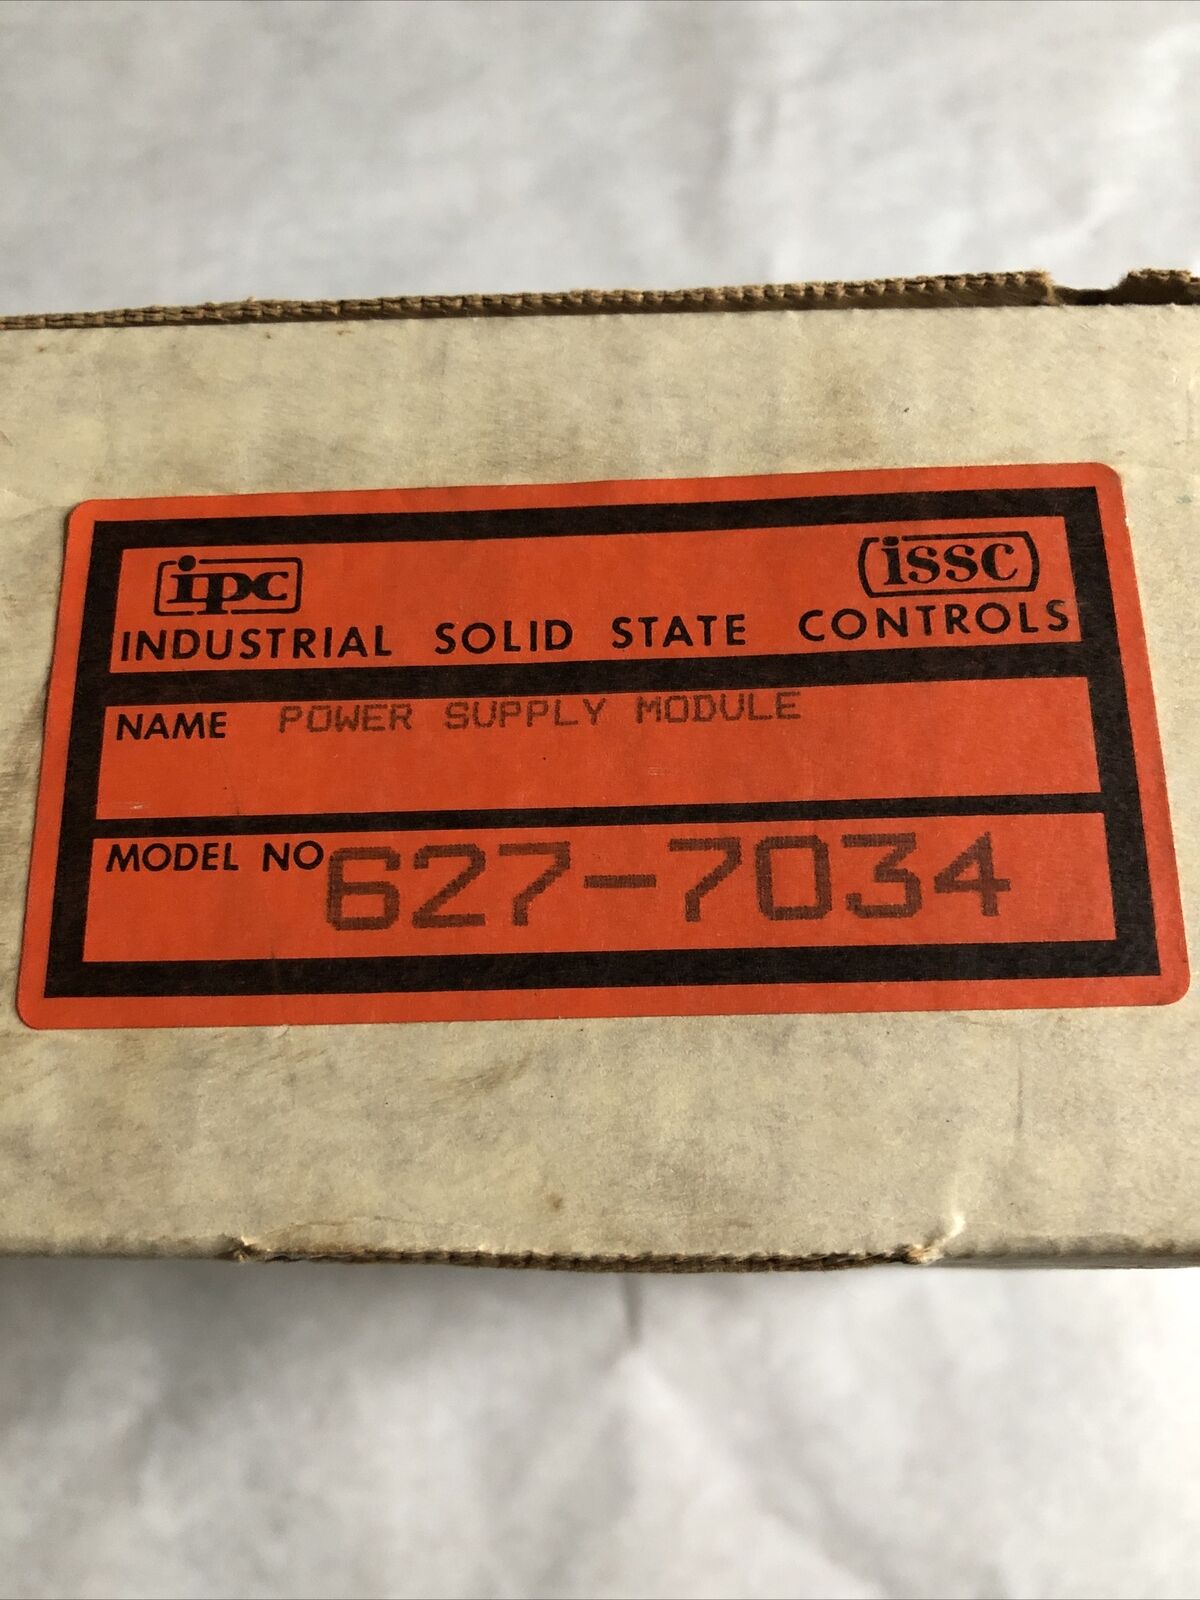 ipc issc
INDUSTRIAL SOLID STATE CONTROLS
NAME POWER SUPPLY MODULE
MODEL NO 627-7034